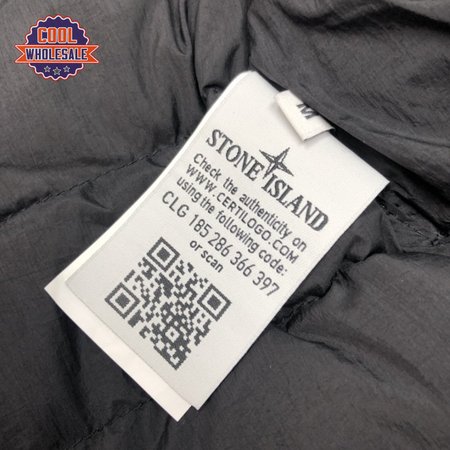 COOL
WHOLESALE
M
STONE ISLAND
Check the authenticity on
WWW.CERTILOGO.COM
using the following code:
CLG 185 286 366 397
or scan